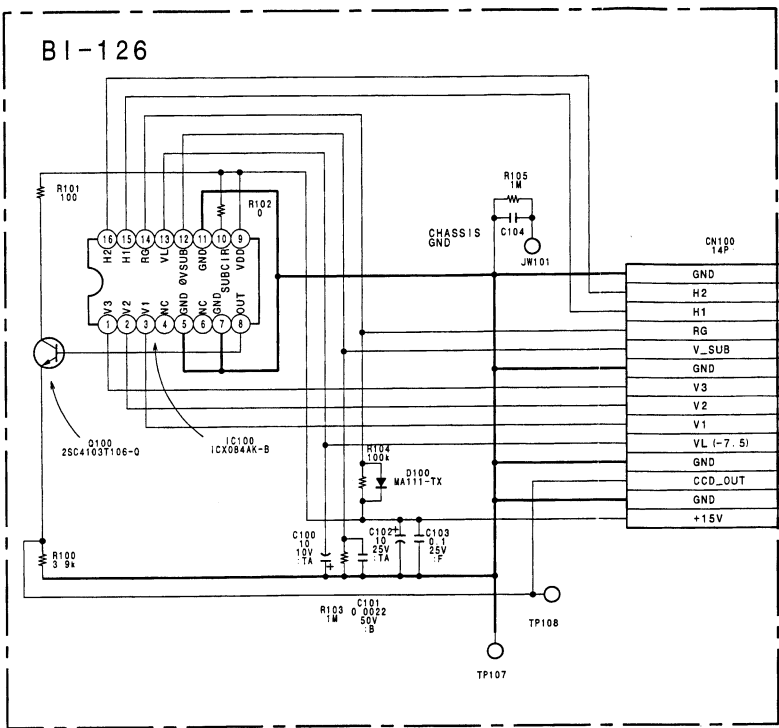 BI-126
R101
100
R102
0
R105
1M
C104
CHASSIS
GND
JW101
CN100
14P
16 15 14 13 12 11 10 9
H2 H1 RG VL ØVSUB GND SUBCIR VDD
V3 V2 V1 NC GND NC GND OUT
1 2 3 4 5 6 7 8
GND
H2
H1
RG
V_SUB
GND
V3
V2
V1
VL (-7.5)
GND
CCD_OUT
GND
+15V
Q100
2SC4103T106-Q
IC100
ICX084AK-B
R104
100k
D100
MA111-TX
R100
3.9k
C100
10
10V
:TA
+
C102
10
25V
:TA
+
C103
0.1
25V
:F
R103
1M
C101
0.0022
50V
:B
TP108
TP107